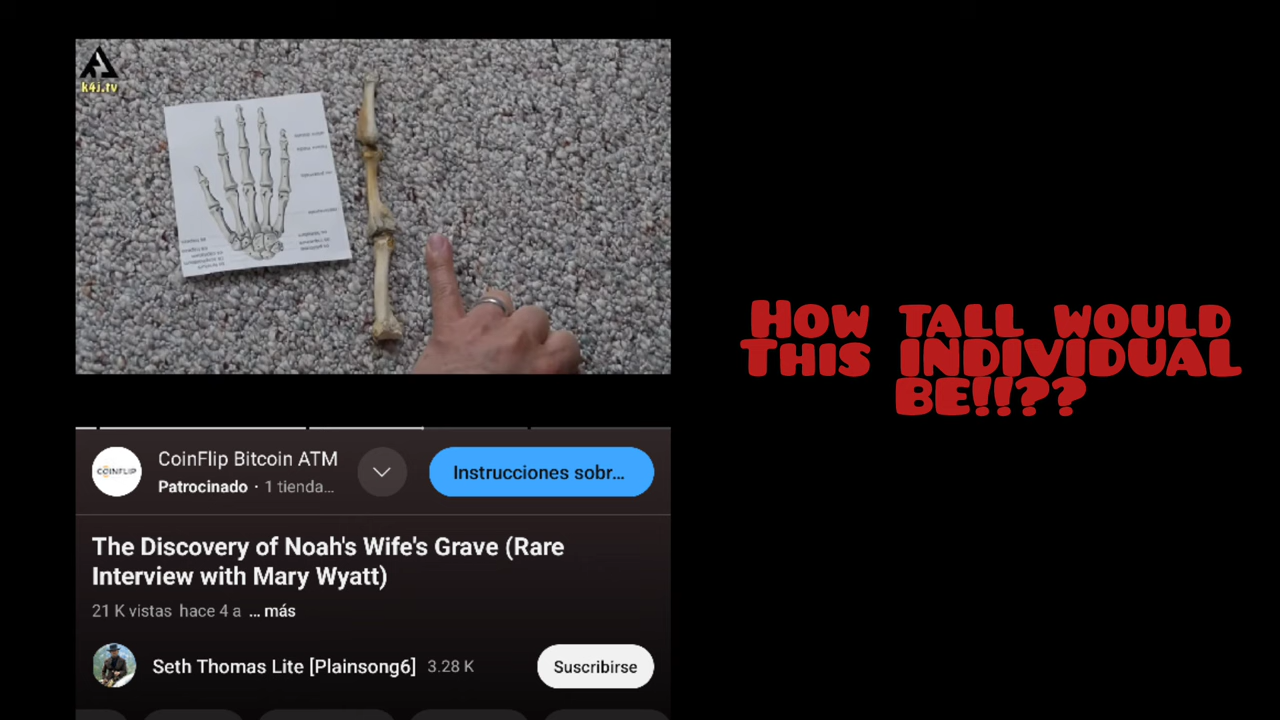 k4j.tv
How tall would
This INDIVIDUAL
BE!!??
COINFLIP
CoinFlip Bitcoin ATM
Patrocinado · 1 tienda...
Instrucciones sobr...
The Discovery of Noah's Wife's Grave (Rare
Interview with Mary Wyatt)
21 K vistas hace 4 a ... más
Seth Thomas Lite [Plainsong6] 3.28 K
Suscribirse